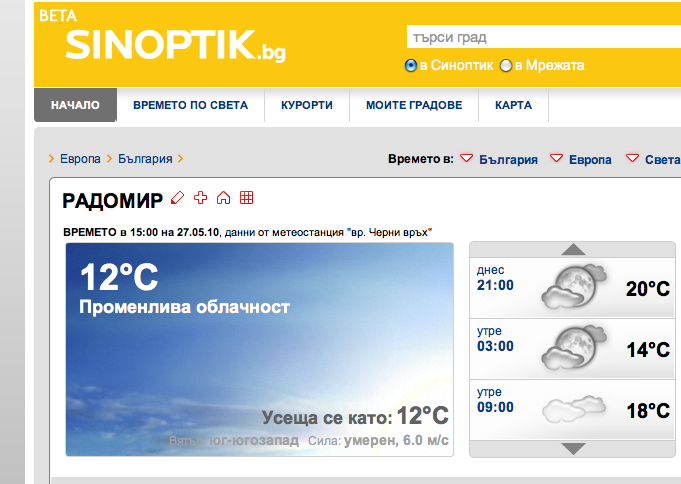 BETA
SINOPTIK.bg
търси град
в Синоптик в Мрежата
НАЧАЛО ВРЕМЕТО ПО СВЕТА КУРОРТИ МОИТЕ ГРАДОВЕ КАРТА
Европа България Времето в: България Европа Света
РАДОМИР
ВРЕМЕТО в 15:00 на 27.05.10, данни от метеостанция "вр. Черни връх"
12°C
Променлива облачност
Усеща се като: 12°C
Вятър: юг-югозапад Сила: умерен, 6.0 м/с
днес
21:00 20°C
утре
03:00 14°C
утре
09:00 18°C